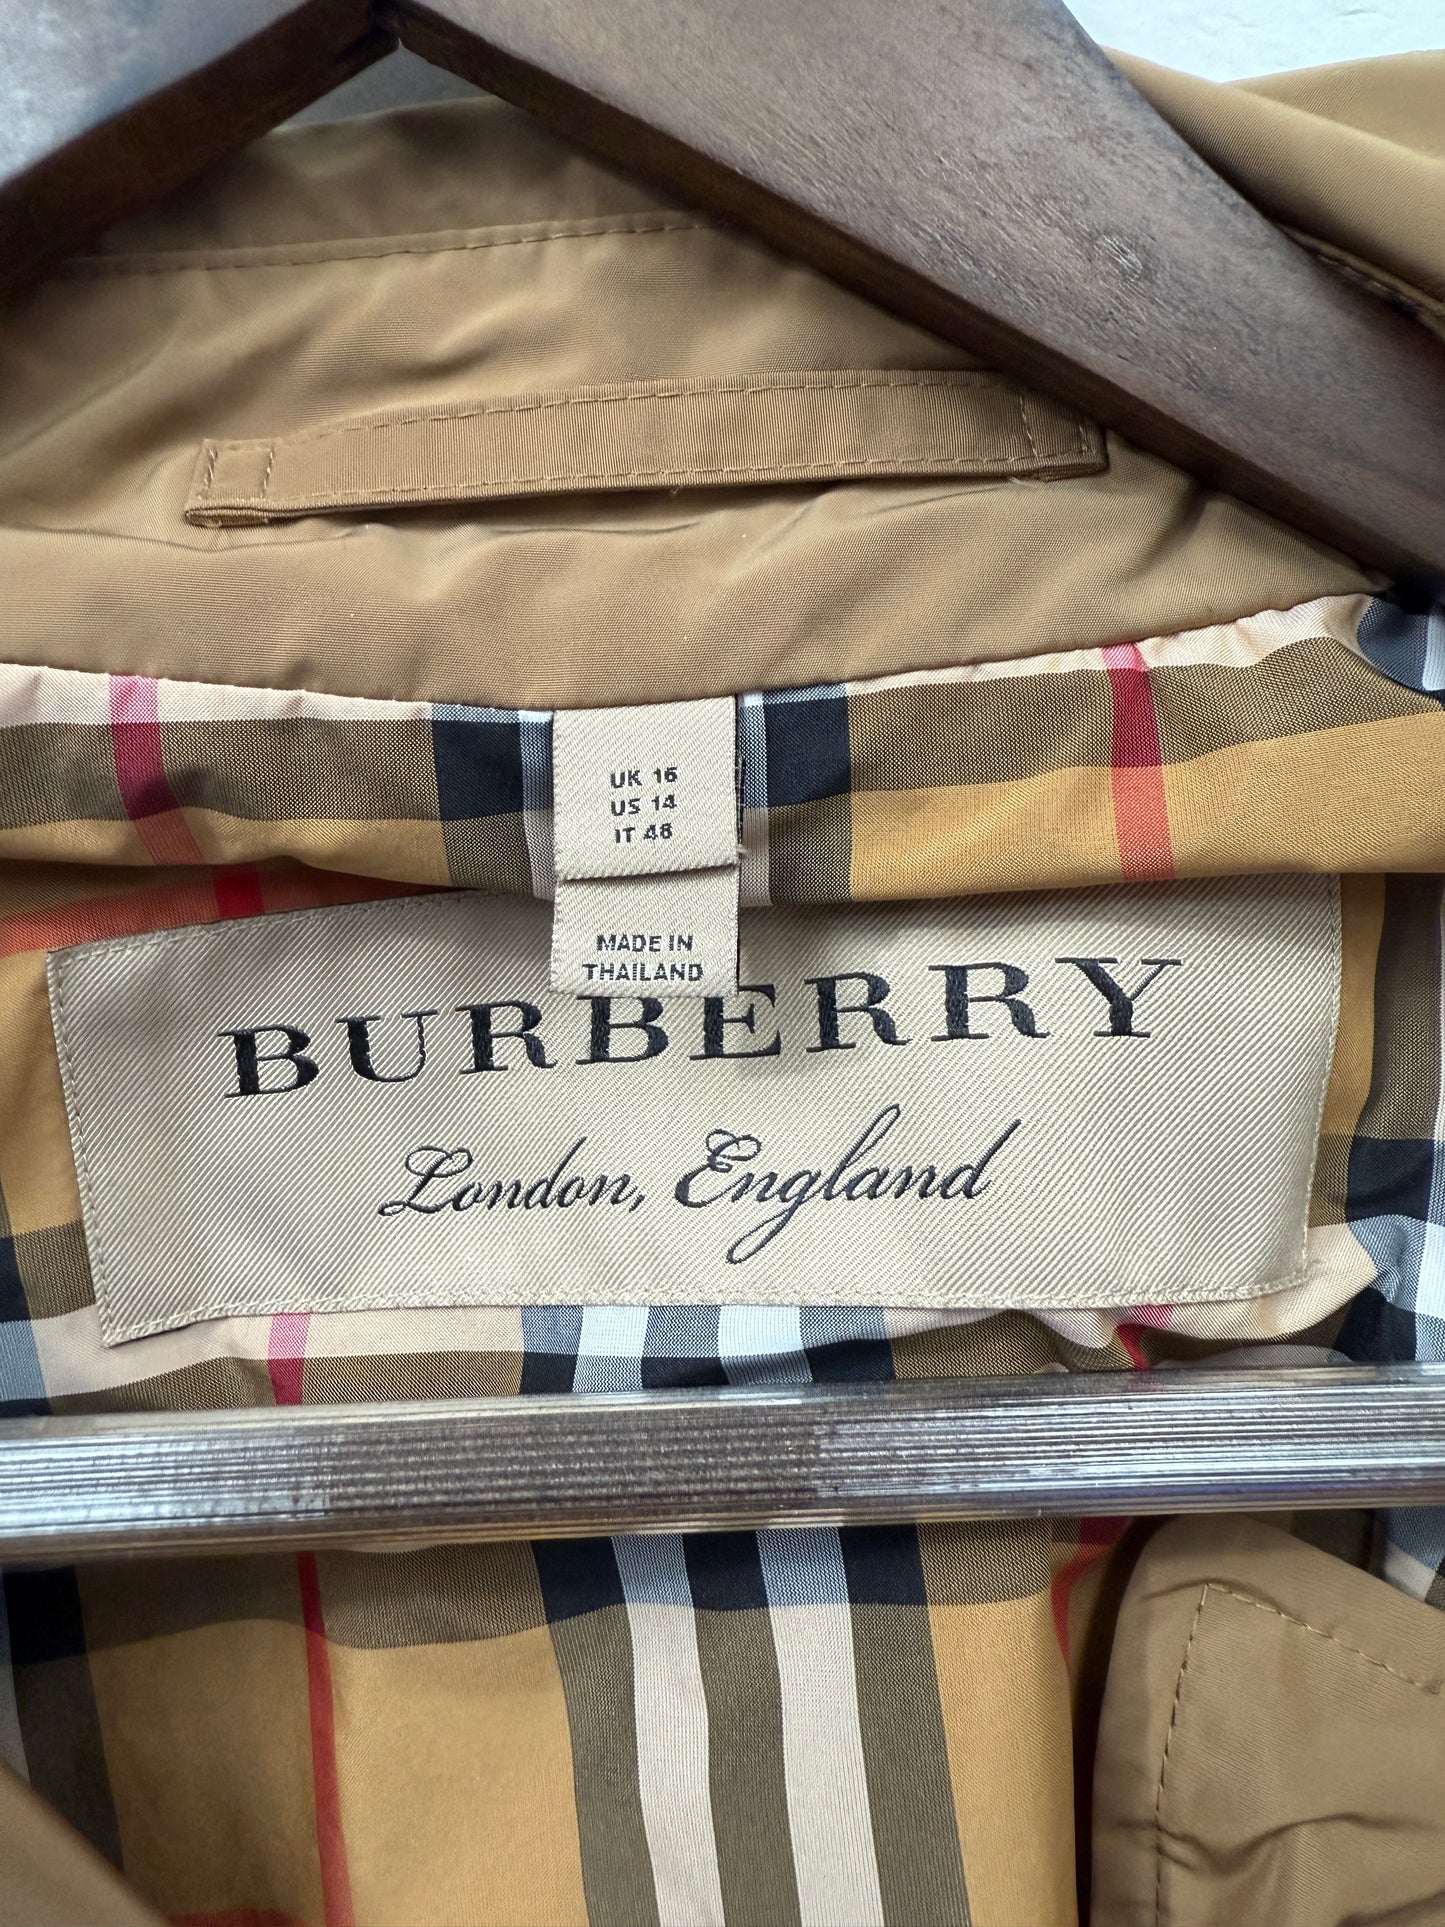 UK 16
US 14
IT 48
MADE IN
THAILAND
BURBERRY
London, England